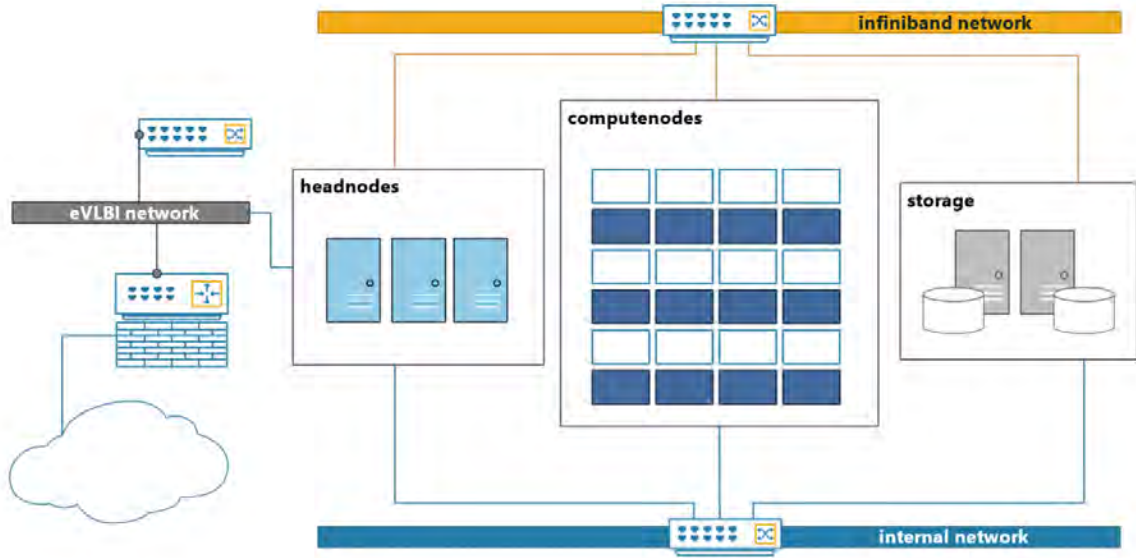 infiniband network
computenodes
headnodes
eVLBI network
storage
internal network